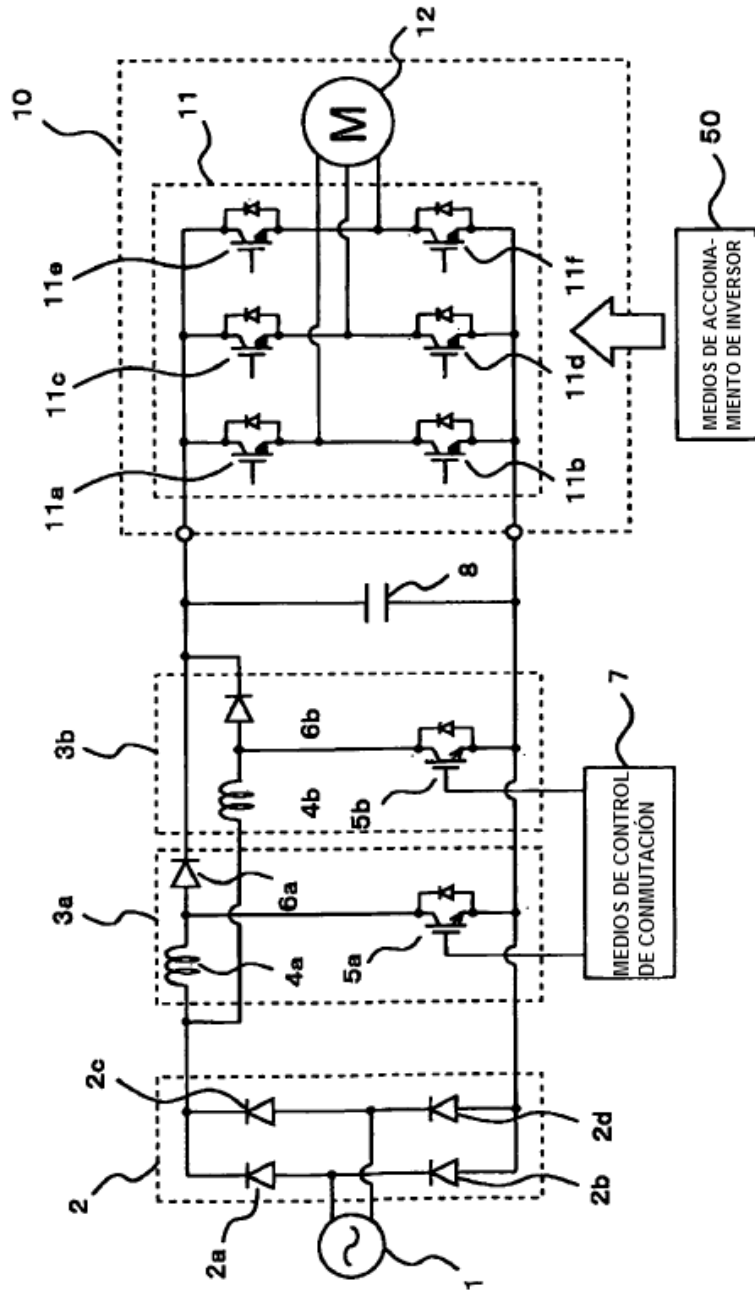 10
11
12
M
11a
11c
11e
11b
11d
11f
50
MEDIOS DE ACCIONA-
MIENTO DE INVERSOR
8
3b
6b
4b
5b
3a
6a
4a
5a
7
MEDIOS DE CONTROL
DE CONMUTACIÓN
2
2c
2a
2d
2b
1